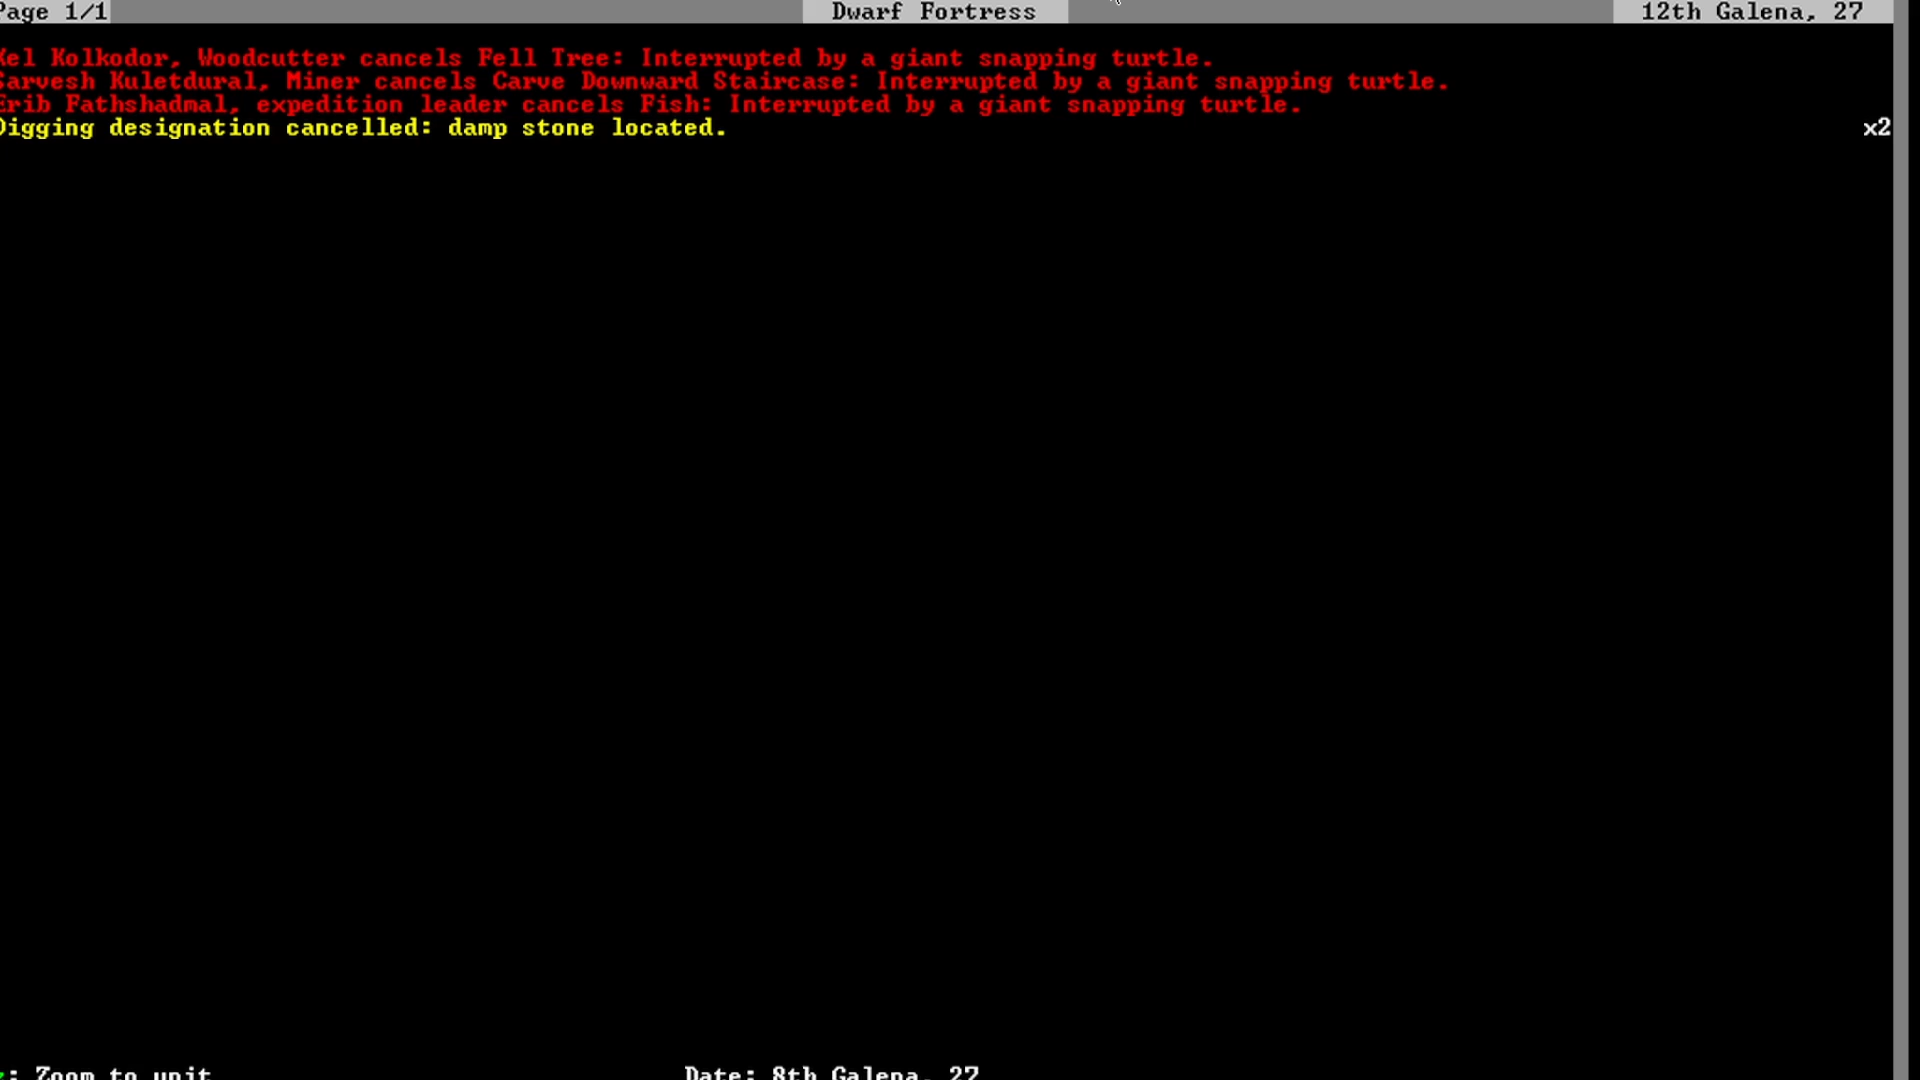 Page 1/1 Dwarf Fortress 12th Galena, 27
Kel Kolkodor, Woodcutter cancels Fell Tree: Interrupted by a giant snapping turtle.
Sarvesh Kuletdural, Miner cancels Carve Downward Staircase: Interrupted by a giant snapping turtle.
Erib Fathshadmal, expedition leader cancels Fish: Interrupted by a giant snapping turtle.
Digging designation cancelled: damp stone located. x2
z: Zoom to unit Date: 8th Galena, 27